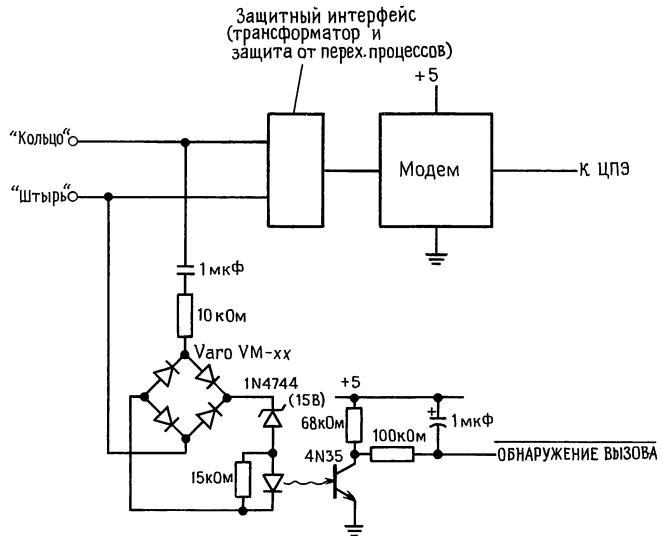 Защитный интерфейс
(трансформатор и
защита от перех. процессов)
+5
"Кольцо"
"Штырь"
Модем
К ЦПЭ
1 мкФ
10 кОм
Varo VM-xx
1N4744
(15В)
+5
68кОм
1 мкФ
100кОм
4N35
ОБНАРУЖЕНИЕ ВЫЗОВА
15кОм